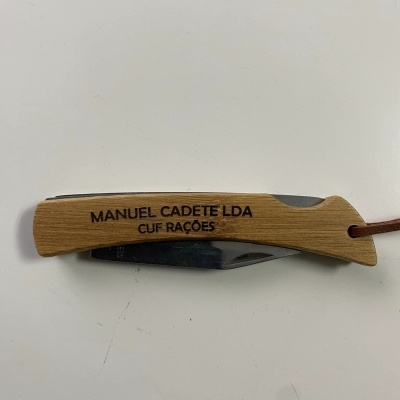 MANUEL CADETE LDA
CUF RAÇÕES